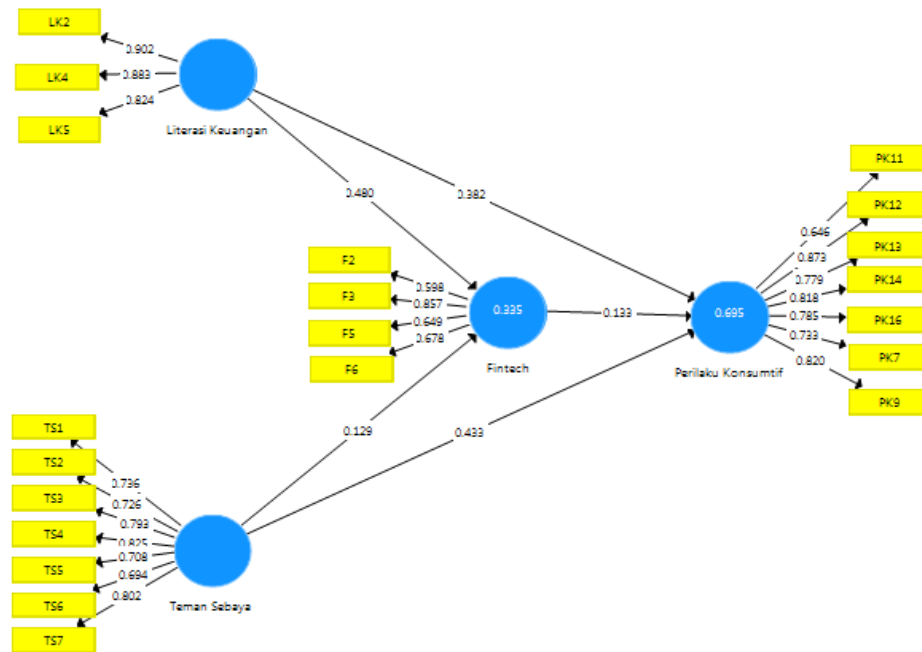 LK2
0.902
LK4
0.883
LK5
0.824
Literasi Keuangan
0.480
0.382
PK11
PK12
0.646
0.873
PK13
0.779
PK14
0.818
PK16
0.785
0.733
PK7
0.820
PK9
Perilaku Konsumtif
0.695
F2
0.598
F3
0.857
F5
0.649
F6
0.678
0.335
Fintech
0.133
0.129
0.433
TS1
0.736
TS2
0.726
TS3
0.793
TS4
0.825
0.708
TS5
0.694
TS6
0.802
TS7
Teman Sebaya